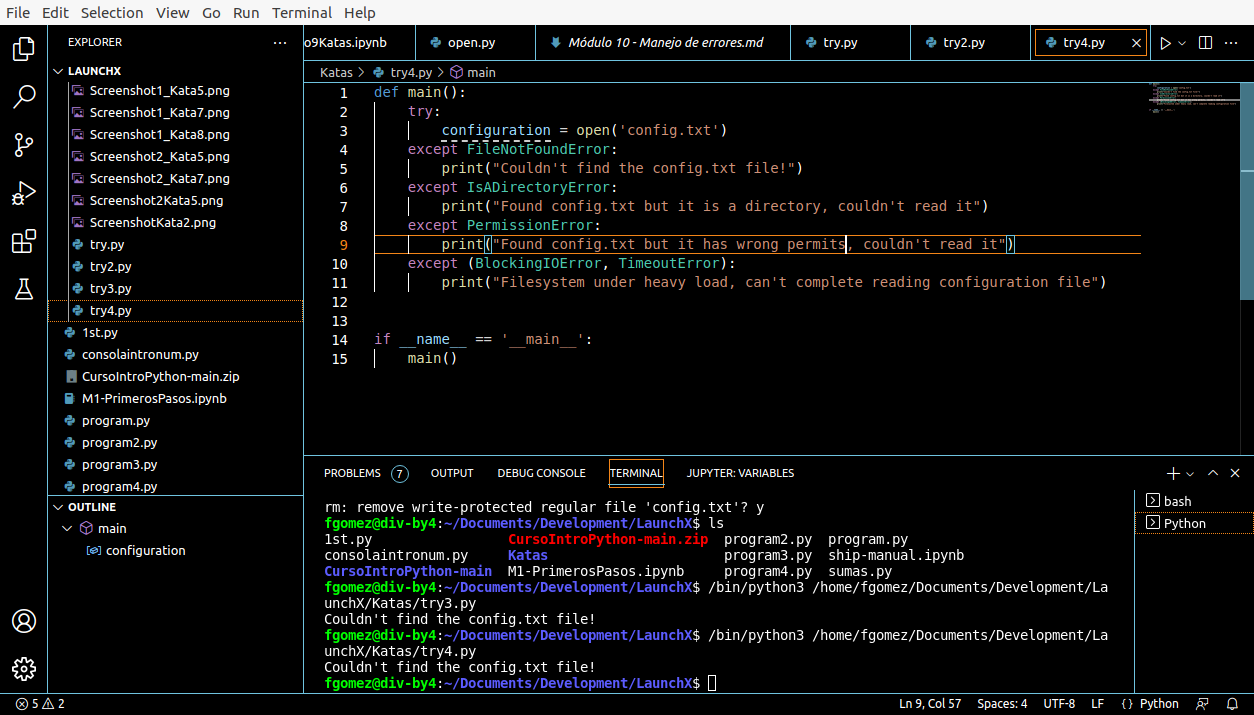 File Edit Selection View Go Run Terminal Help
EXPLORER ···
o9Katas.ipynb open.py Módulo 10 - Manejo de errores.md try.py try2.py try4.py ···
LAUNCHX
Screenshot1_Kata5.png
Screenshot1_Kata7.png
Screenshot1_Kata8.png
Screenshot2_Kata5.png
Screenshot2_Kata7.png
Screenshot2Kata5.png
ScreenshotKata2.png
try.py
try2.py
try3.py
try4.py
1st.py
consolaintronum.py
CursoIntroPython-main.zip
M1-PrimerosPasos.ipynb
program.py
program2.py
program3.py
program4.py
OUTLINE
main
configuration
Katas > try4.py > main
1 def main():
2 try:
3 configuration = open('config.txt')
4 except FileNotFoundError:
5 print("Couldn't find the config.txt file!")
6 except IsADirectoryError:
7 print("Found config.txt but it is a directory, couldn't read it")
8 except PermissionError:
9 print("Found config.txt but it has wrong permits, couldn't read it")
10 except (BlockingIOError, TimeoutError):
11 print("Filesystem under heavy load, can't complete reading configuration file")
12
13
14 if __name__ == '__main__':
15 main()
PROBLEMS 7 OUTPUT DEBUG CONSOLE TERMINAL JUPYTER: VARIABLES
rm: remove write-protected regular file 'config.txt'? y
fgomez@div-by4:~/Documents/Development/LaunchX$ ls
1st.py CursoIntroPython-main.zip program2.py program.py
consolaintronum.py Katas program3.py ship-manual.ipynb
CursoIntroPython-main M1-PrimerosPasos.ipynb program4.py sumas.py
fgomez@div-by4:~/Documents/Development/LaunchX$ /bin/python3 /home/fgomez/Documents/Development/La
unchX/Katas/try3.py
Couldn't find the config.txt file!
fgomez@div-by4:~/Documents/Development/LaunchX$ /bin/python3 /home/fgomez/Documents/Development/La
unchX/Katas/try4.py
Couldn't find the config.txt file!
fgomez@div-by4:~/Documents/Development/LaunchX$
bash
Python
5 2 Ln 9, Col 57 Spaces: 4 UTF-8 LF { } Python